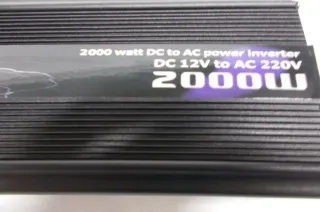 2000 watt DC to AC power inverter
DC 12V to AC 220V
2000W